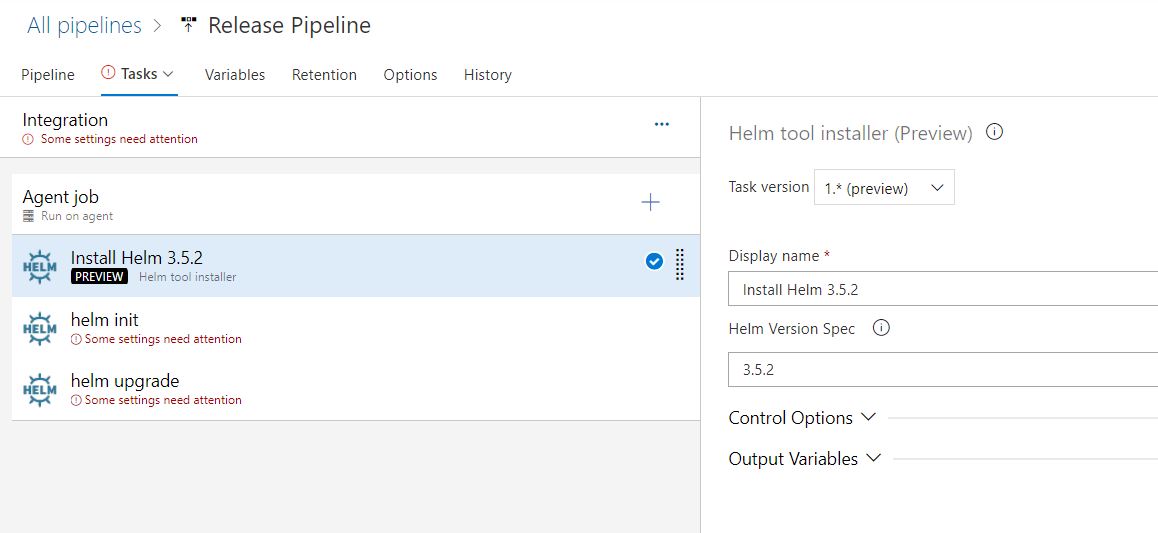 All pipelines > Release Pipeline
Pipeline Tasks Variables Retention Options History
Integration
Some settings need attention
...
Agent job
Run on agent
HELM
Install Helm 3.5.2
PREVIEW Helm tool installer
HELM
helm init
Some settings need attention
HELM
helm upgrade
Some settings need attention
Helm tool installer (Preview)
Task version 1.* (preview)
Display name *
Install Helm 3.5.2
Helm Version Spec
3.5.2
Control Options
Output Variables